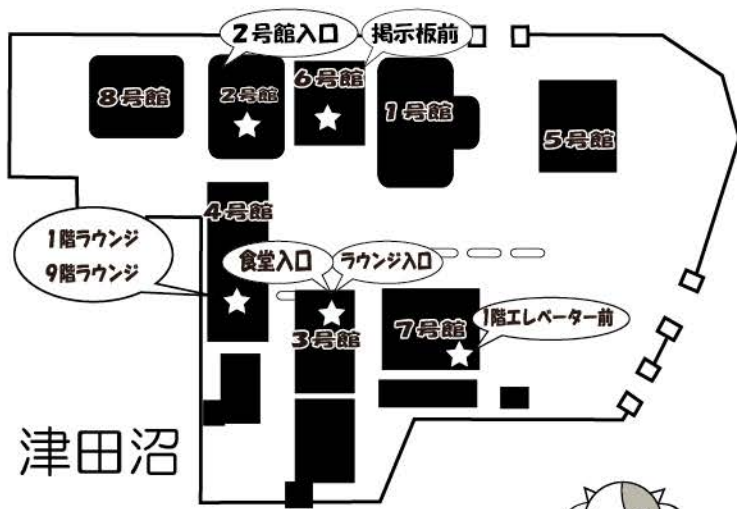 2号館入口
掲示板前
8号館
2号館
6号館
1号館
5号館
4号館
1階ラウンジ
9階ラウンジ
食堂入口
ラウンジ入口
3号館
7号館
1階エレベーター前
津田沼